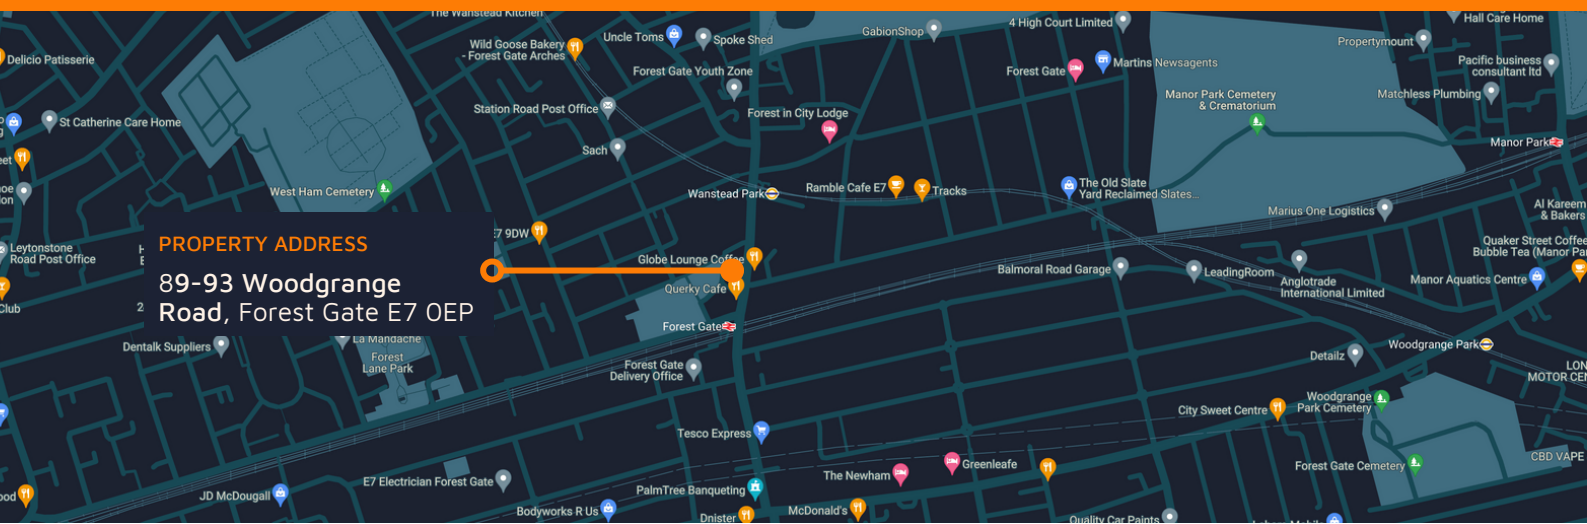 The Wanstead Kitchen
4 High Court Limited
Hall Care Home
Wild Goose Bakery
- Forest Gate Arches
Uncle Toms
Spoke Shed
GabionShop
Propertymount
Delicio Patisserie
Forest Gate Youth Zone
Forest Gate
Martins Newsagents
Pacific business
consultant ltd
Station Road Post Office
Forest in City Lodge
Manor Park Cemetery
& Crematorium
Matchless Plumbing
St Catherine Care Home
Sach
Manor Park
West Ham Cemetery
Wanstead Park
Ramble Cafe E7
Tracks
The Old Slate
Yard Reclaimed Slates...
Marius One Logistics
Al Kareem
& Bakers
E7 9DW
PROPERTY ADDRESS
89-93 Woodgrange
Road, Forest Gate E7 0EP
Leytonstone
Road Post Office
Globe Lounge Coffee
Querky Cafe
Quaker Street Coffee
Bubble Tea (Manor Par
Balmoral Road Garage
LeadingRoom
Anglotrade
International Limited
Manor Aquatics Centre
Club
Forest Gate
Dentalk Suppliers
La Mandache
Forest
Lane Park
Forest Gate
Delivery Office
Detailz
Woodgrange Park
LON
MOTOR CEN
Woodgrange
Park Cemetery
City Sweet Centre
Tesco Express
The Newham
Greenleafe
Forest Gate Cemetery
CBD VAPE
JD McDougall
E7 Electrician Forest Gate
PalmTree Banqueting
Bodyworks R Us
Dnister
McDonald's
Quality Car Paints